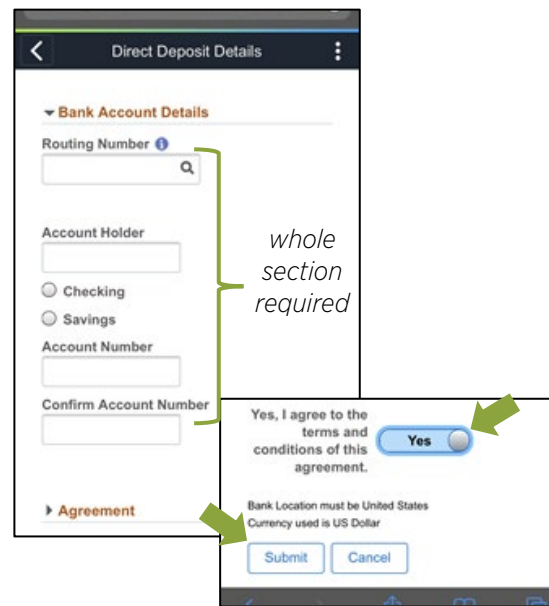 Direct Deposit Details
Bank Account Details
Routing Number
Account Holder
Checking
Savings
Account Number
Confirm Account Number
Agreement
whole
section
required
Yes, I agree to the
terms and
conditions of this
agreement.
Yes
Bank Location must be United States
Currency used is US Dollar
Submit Cancel